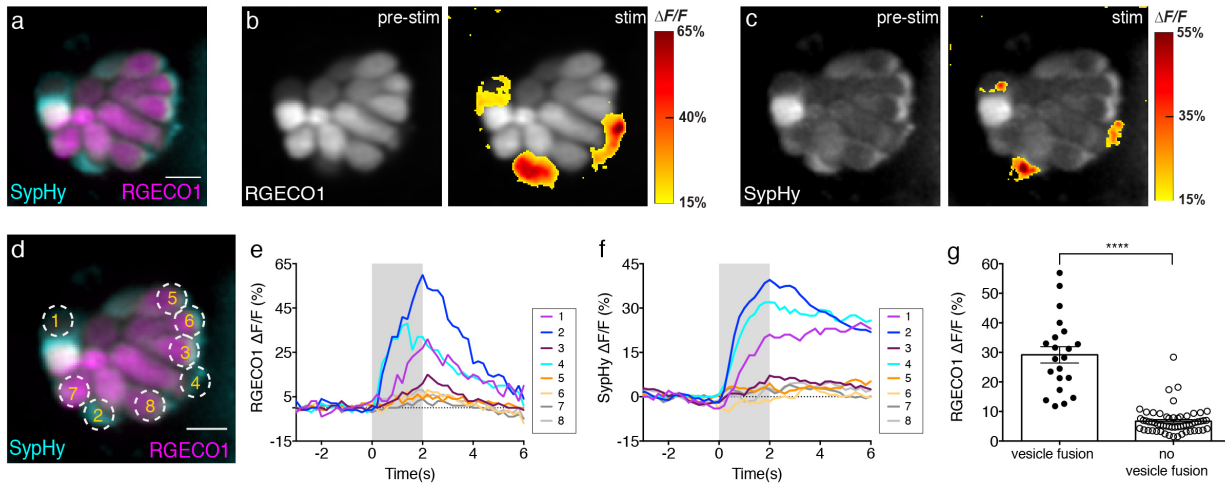 a
SypHy RGECO1
b
pre-stim
RGECO1
stim
ΔF/F
65%
40%
15%
c
pre-stim
SypHy
stim
ΔF/F
55%
35%
15%
d
1
5
6
3
4
7
2
8
SypHy RGECO1
e
RGECO1 ΔF/F (%)
65
45
25
5
-15
-2 0 2 4 6
Time(s)
1
2
3
4
5
6
7
8
f
SypHy ΔF/F (%)
45
30
15
0
-15
-2 0 2 4 6
Time(s)
1
2
3
4
5
6
7
8
g
****
RGECO1 ΔF/F (%)
60
50
40
30
20
10
0
vesicle fusion
no
vesicle fusion